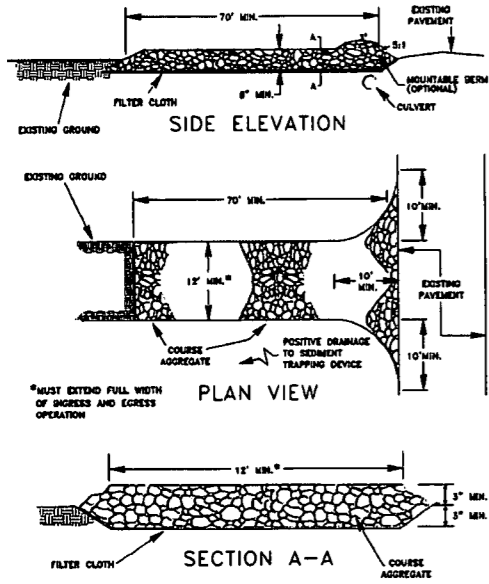 70' MIN.
EXISTING
PAVEMENT
A
3"
5:1
FILTER CLOTH
6" MIN.
A
MOUNTABLE BERM
(OPTIONAL)
CULVERT
EXISTING GROUND
SIDE ELEVATION
EXISTING GROUND
70' MIN.
10' MIN.
12' MIN.*
10'
MIN.
EXISTING
PAVEMENT
COURSE
AGGREGATE
POSITIVE DRAINAGE
TO SEDIMENT
TRAPPING DEVICE
10' MIN.
*MUST EXTEND FULL WIDTH
OF INGRESS AND EGRESS
OPERATION
PLAN VIEW
12' MIN.*
3" MIN.
3" MIN.
FILTER CLOTH
SECTION A-A
COURSE
AGGREGATE